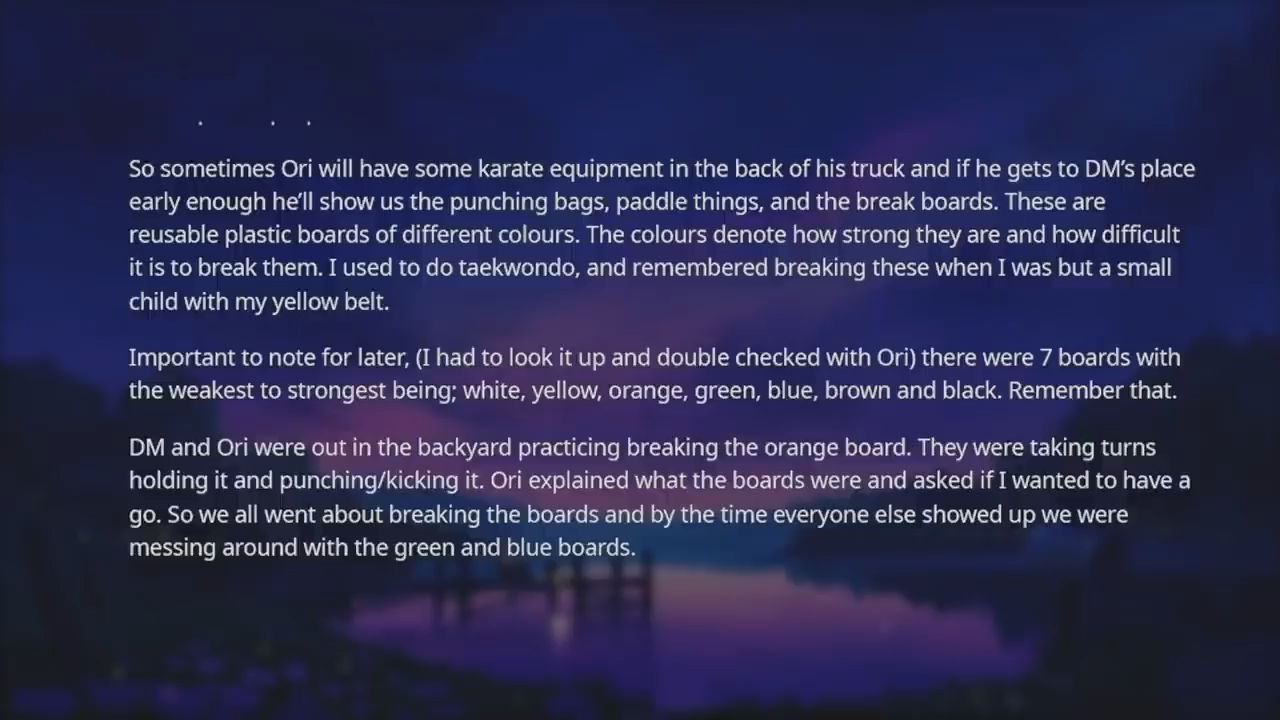 So sometimes Ori will have some karate equipment in the back of his truck and if he gets to DM’s place
early enough he’ll show us the punching bags, paddle things, and the break boards. These are
reusable plastic boards of different colours. The colours denote how strong they are and how difficult
it is to break them. I used to do taekwondo, and remembered breaking these when I was but a small
child with my yellow belt.
Important to note for later, (I had to look it up and double checked with Ori) there were 7 boards with
the weakest to strongest being; white, yellow, orange, green, blue, brown and black. Remember that.
DM and Ori were out in the backyard practicing breaking the orange board. They were taking turns
holding it and punching/kicking it. Ori explained what the boards were and asked if I wanted to have a
go. So we all went about breaking the boards and by the time everyone else showed up we were
messing around with the green and blue boards.